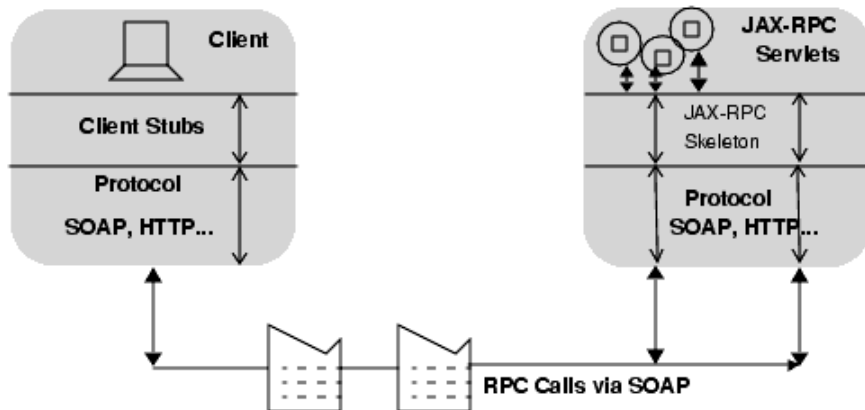 Client
Client Stubs
Protocol
SOAP, HTTP...
JAX-RPC
Servlets
JAX-RPC
Skeleton
Protocol
SOAP, HTTP...
RPC Calls via SOAP